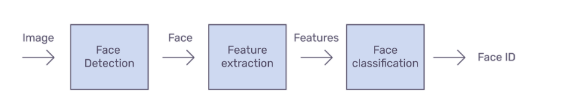 Image
Face
Detection
Face
Feature
extraction
Features
Face
classification
Face ID